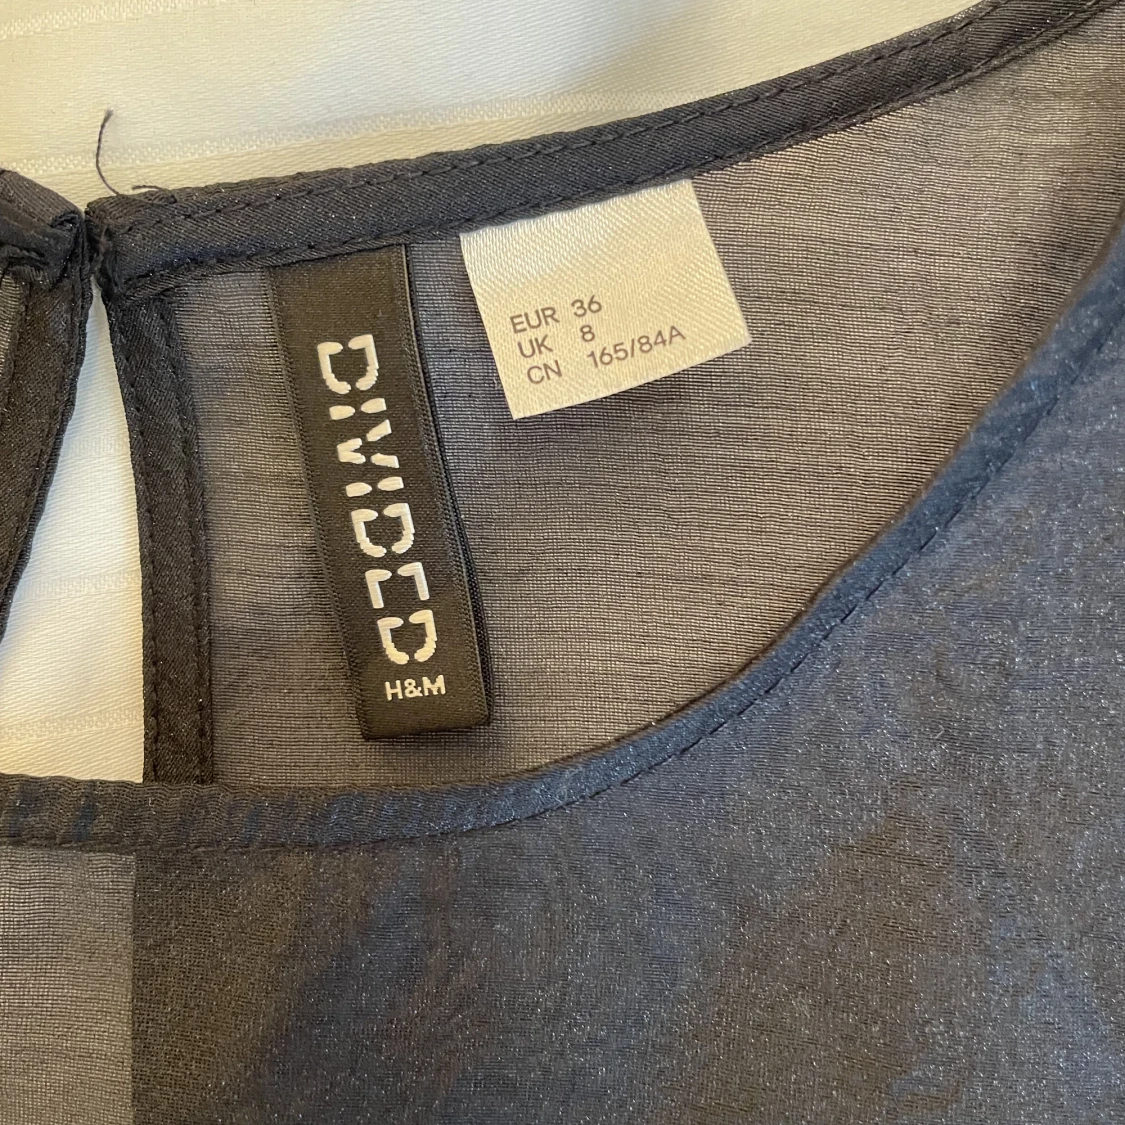 DIVIDED
H&M
EUR 36
UK 8
CN 165/84A